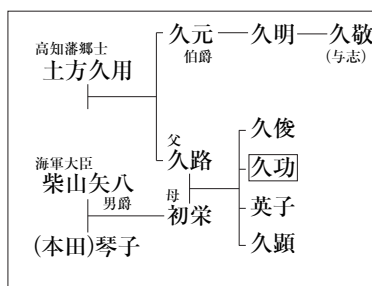 久元 久明 久敬
伯爵 (与志)
高知藩郷士
土方久用
父
久路
久俊
久功
英子
久顕
海軍大臣
柴山矢八
男爵
母
初栄
(本田)琴子